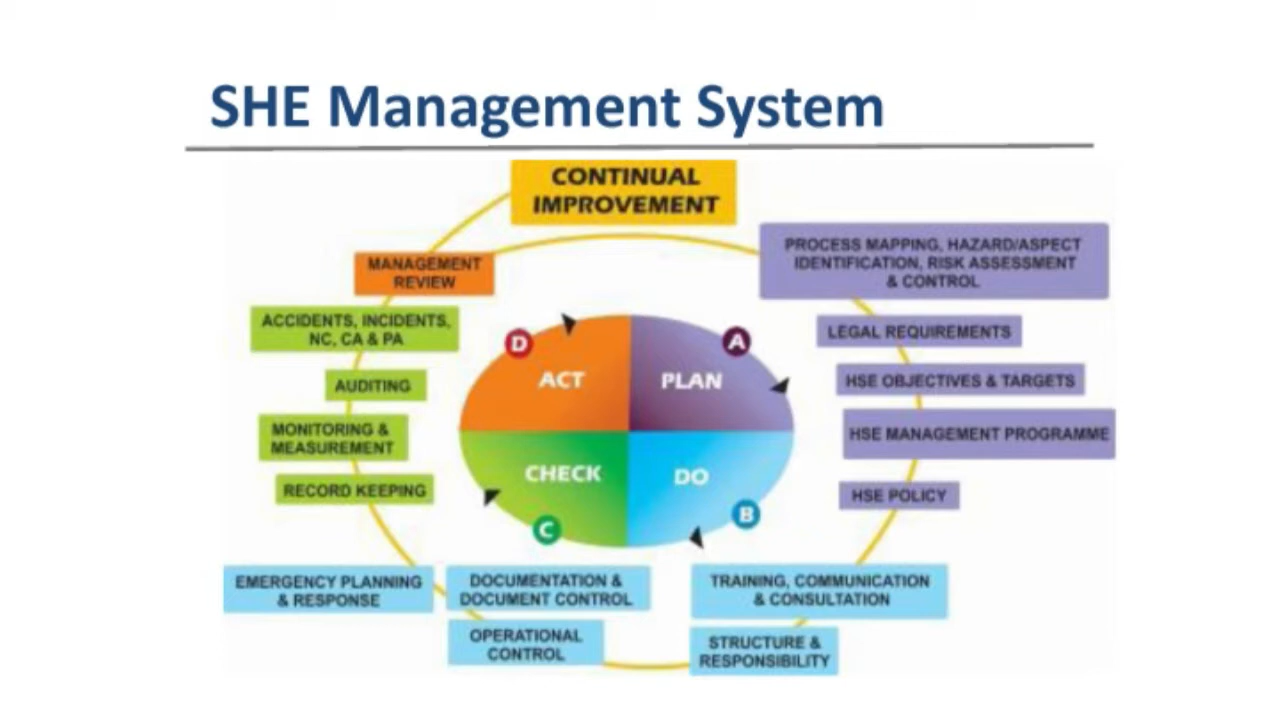 SHE Management System
CONTINUAL
IMPROVEMENT
PROCESS MAPPING, HAZARD/ASPECT
IDENTIFICATION, RISK ASSESSMENT
& CONTROL
LEGAL REQUIREMENTS
HSE OBJECTIVES & TARGETS
HSE MANAGEMENT PROGRAMME
HSE POLICY
TRAINING, COMMUNICATION
& CONSULTATION
STRUCTURE &
RESPONSIBILITY
DOCUMENTATION &
DOCUMENT CONTROL
OPERATIONAL
CONTROL
EMERGENCY PLANNING
& RESPONSE
RECORD KEEPING
MONITORING &
MEASUREMENT
AUDITING
ACCIDENTS, INCIDENTS,
NC, CA & PA
MANAGEMENT
REVIEW
A
PLAN
B
DO
C
CHECK
D
ACT